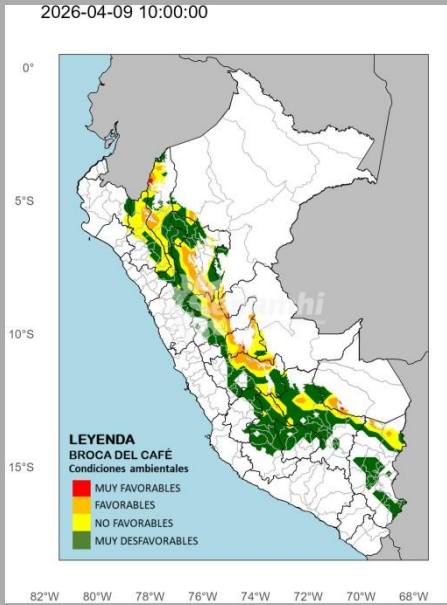 2026-04-09 10:00:00
0°
5°S
10°S
15°S
senamhi
LEYENDA
BROCA DEL CAFÉ
Condiciones ambientales
MUY FAVORABLES
FAVORABLES
NO FAVORABLES
MUY DESFAVORABLES
82°W 80°W 78°W 76°W 74°W 72°W 70°W 68°W